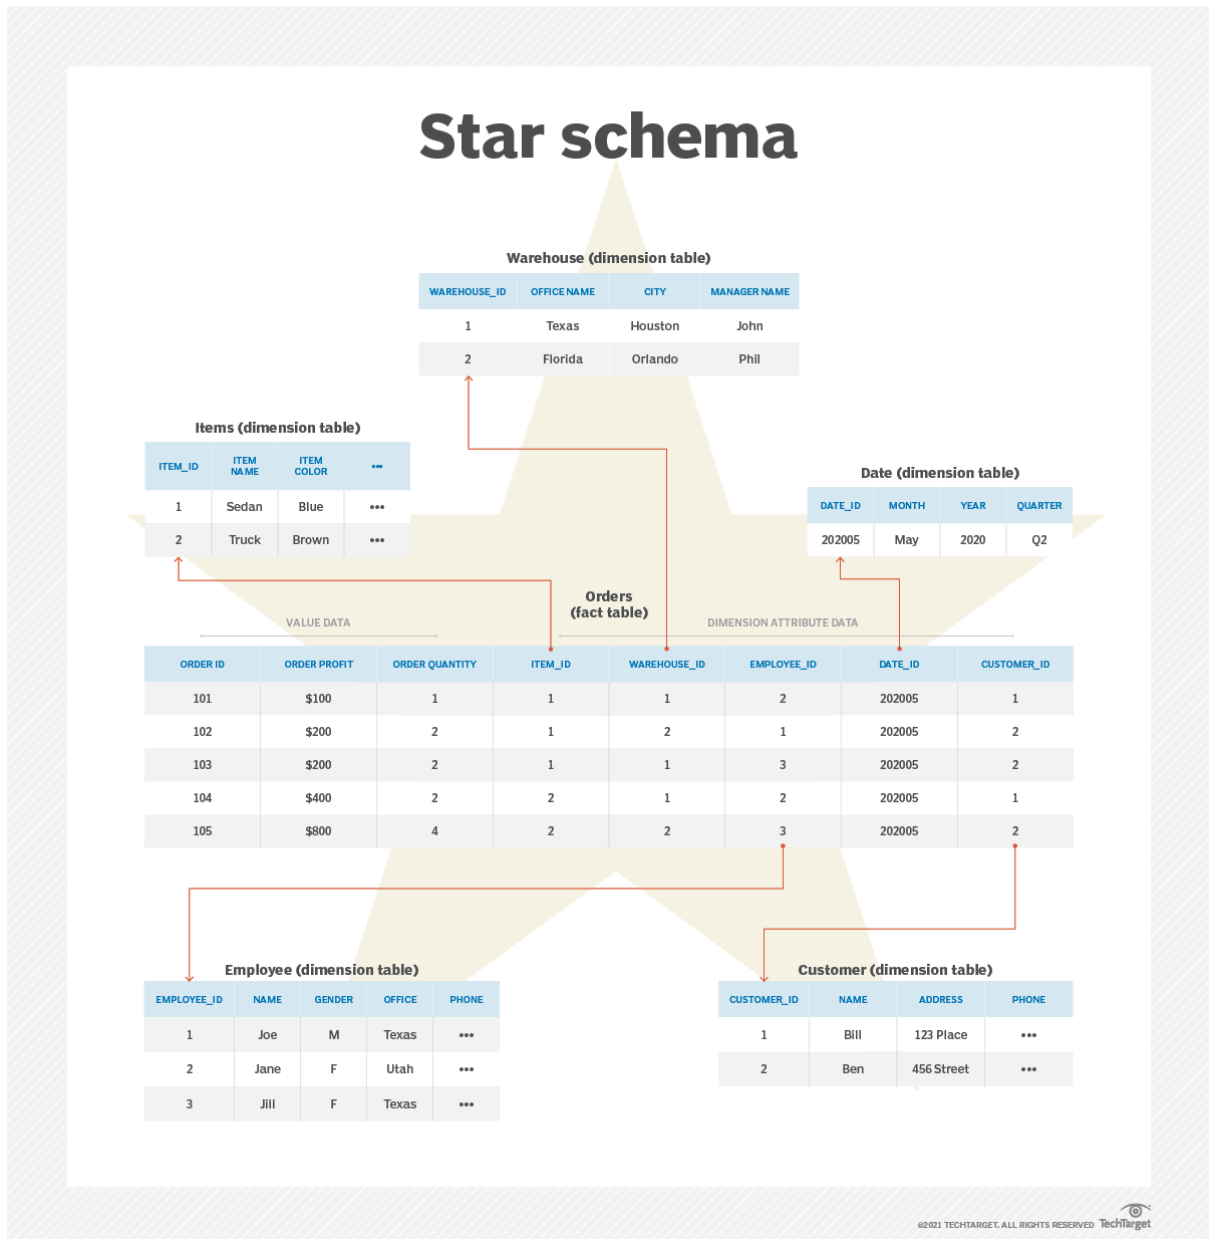 Star schema
Warehouse (dimension table)
WAREHOUSE_ID OFFICE NAME CITY MANAGER NAME
1 Texas Houston John
2 Florida Orlando Phil
Items (dimension table)
ITEM_ID ITEM NAME ITEM COLOR •••
1 Sedan Blue •••
2 Truck Brown •••
Date (dimension table)
DATE_ID MONTH YEAR QUARTER
202005 May 2020 Q2
Orders
(fact table)
VALUE DATA DIMENSION ATTRIBUTE DATA
ORDER ID ORDER PROFIT ORDER QUANTITY ITEM_ID WAREHOUSE_ID EMPLOYEE_ID DATE_ID CUSTOMER_ID
101 $100 1 1 1 2 202005 1
102 $200 2 1 2 1 202005 2
103 $200 2 1 1 3 202005 2
104 $400 2 2 1 2 202005 1
105 $800 4 2 2 3 202005 2
Employee (dimension table)
EMPLOYEE_ID NAME GENDER OFFICE PHONE
1 Joe M Texas •••
2 Jane F Utah •••
3 Jill F Texas •••
Customer (dimension table)
CUSTOMER_ID NAME ADDRESS PHONE
1 Bill 123 Place •••
2 Ben 456 Street •••
©2021 TECHTARGET. ALL RIGHTS RESERVED TechTarget